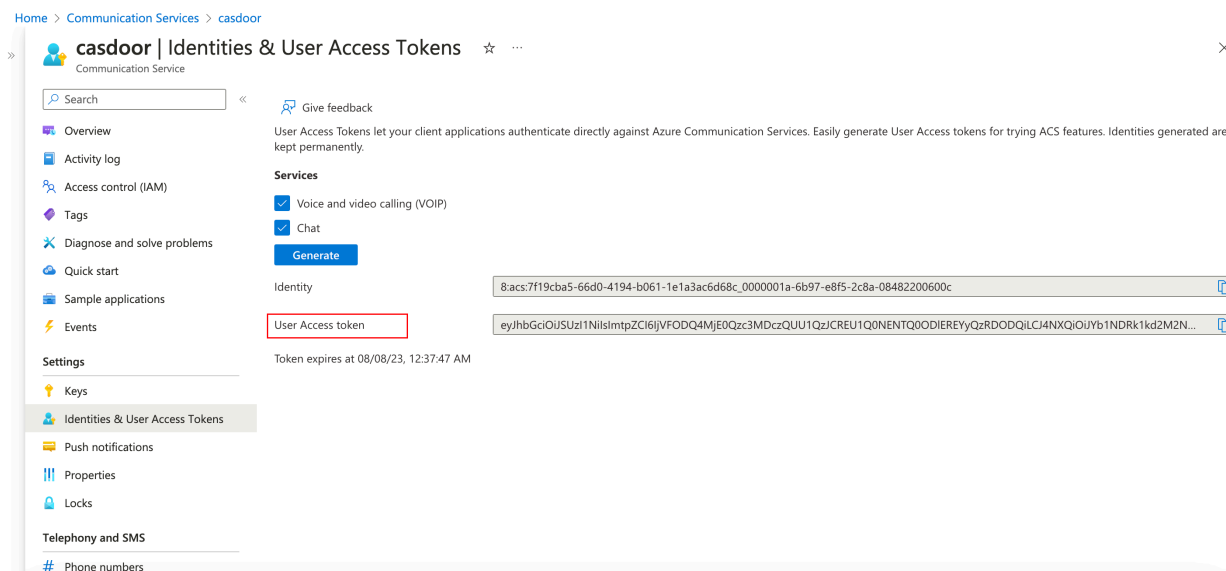 Home > Communication Services > casdoor
casdoor | Identities & User Access Tokens
Communication Service
Search
Overview
Activity log
Access control (IAM)
Tags
Diagnose and solve problems
Quick start
Sample applications
Events
Settings
Keys
Identities & User Access Tokens
Push notifications
Properties
Locks
Telephony and SMS
Phone numbers
Give feedback
User Access Tokens let your client applications authenticate directly against Azure Communication Services. Easily generate User Access tokens for trying ACS features. Identities generated are
kept permanently.
Services
Voice and video calling (VOIP)
Chat
Generate
Identity
8:acs:7f19cba5-66d0-4194-b061-1e1a3ac6d68c_0000001a-6b97-e8f5-2c8a-08482200600c
User Access token
Token expires at 08/08/23, 12:37:47 AM